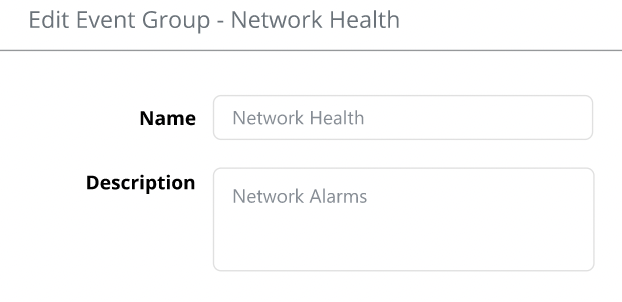 Edit Event Group - Network Health
Name
Network Health
Description
Network Alarms